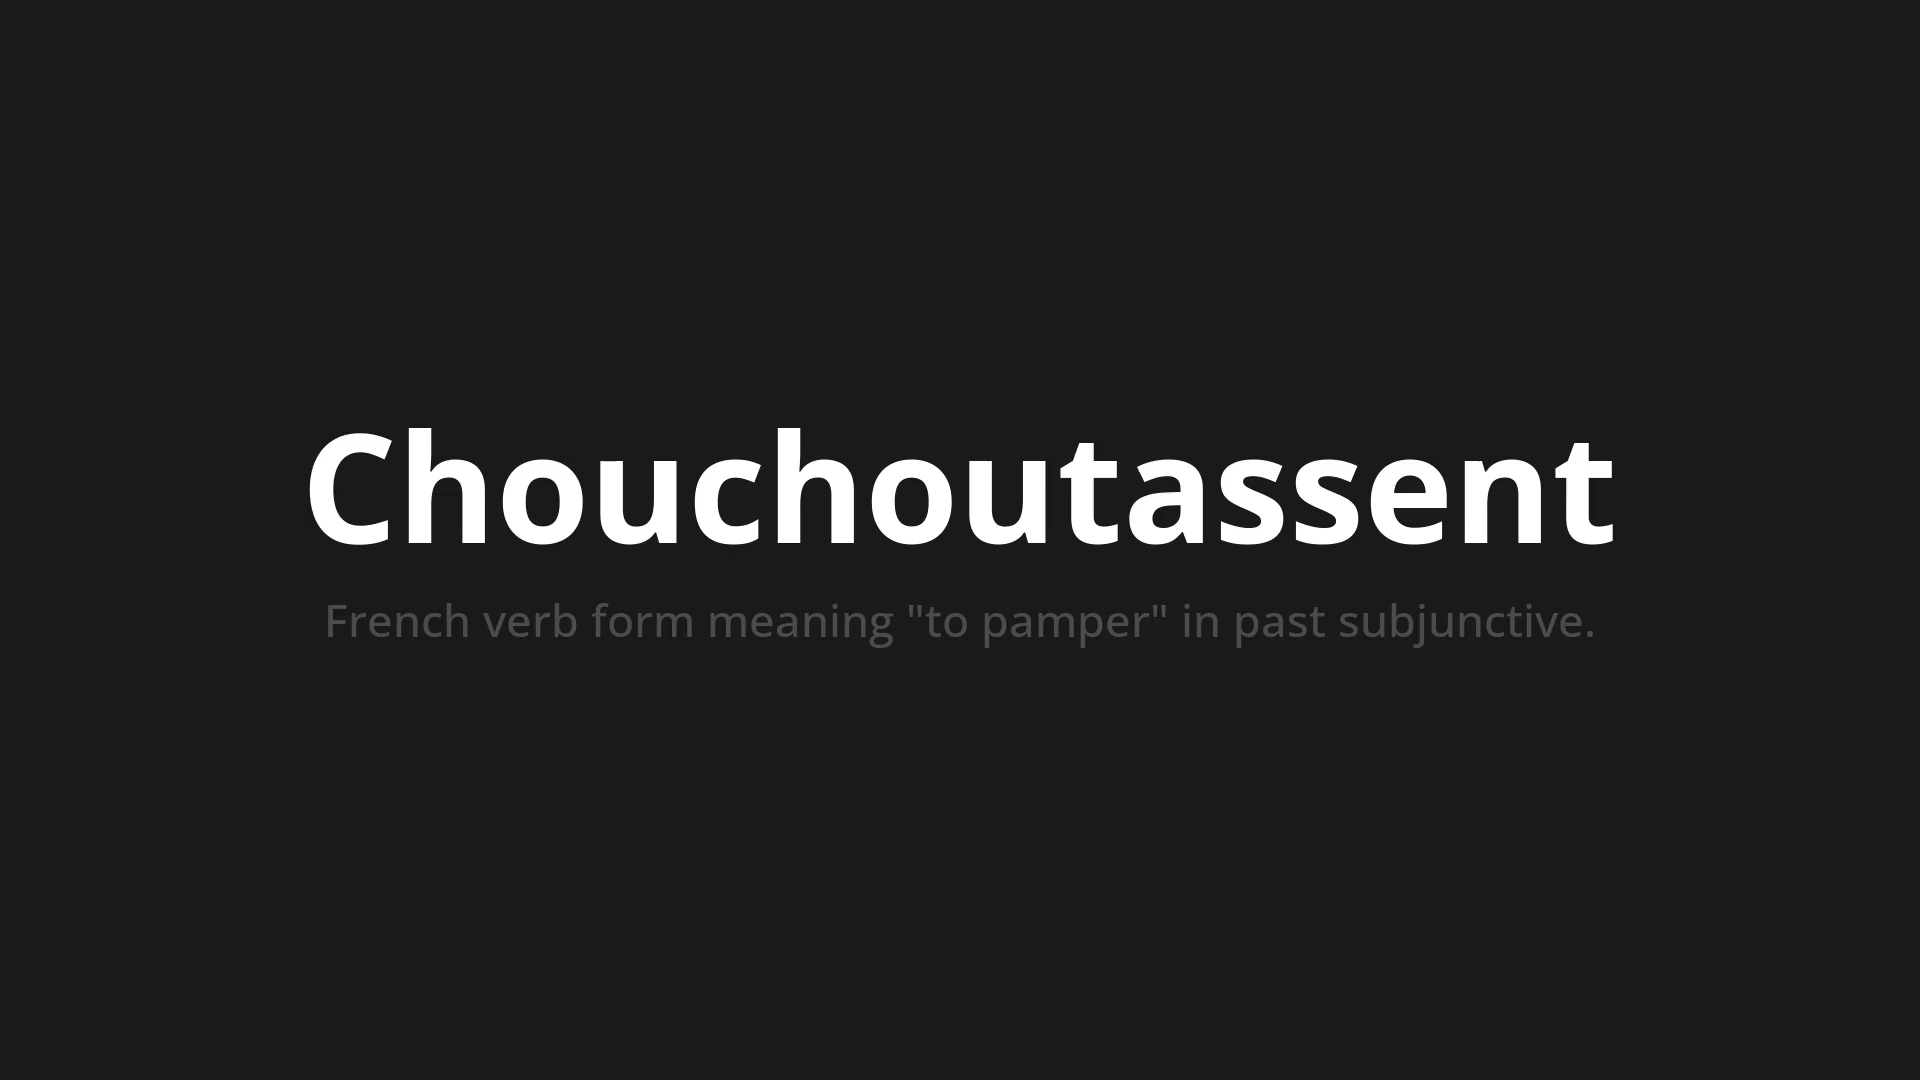 Chouchoutassent
French verb form meaning "to pamper" in past subjunctive.